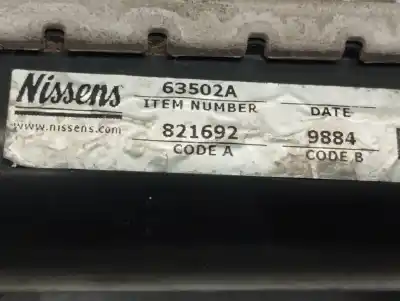 Nissens
www.nissens.com
63502A
ITEM NUMBER DATE
821692 9884
CODE A CODE B